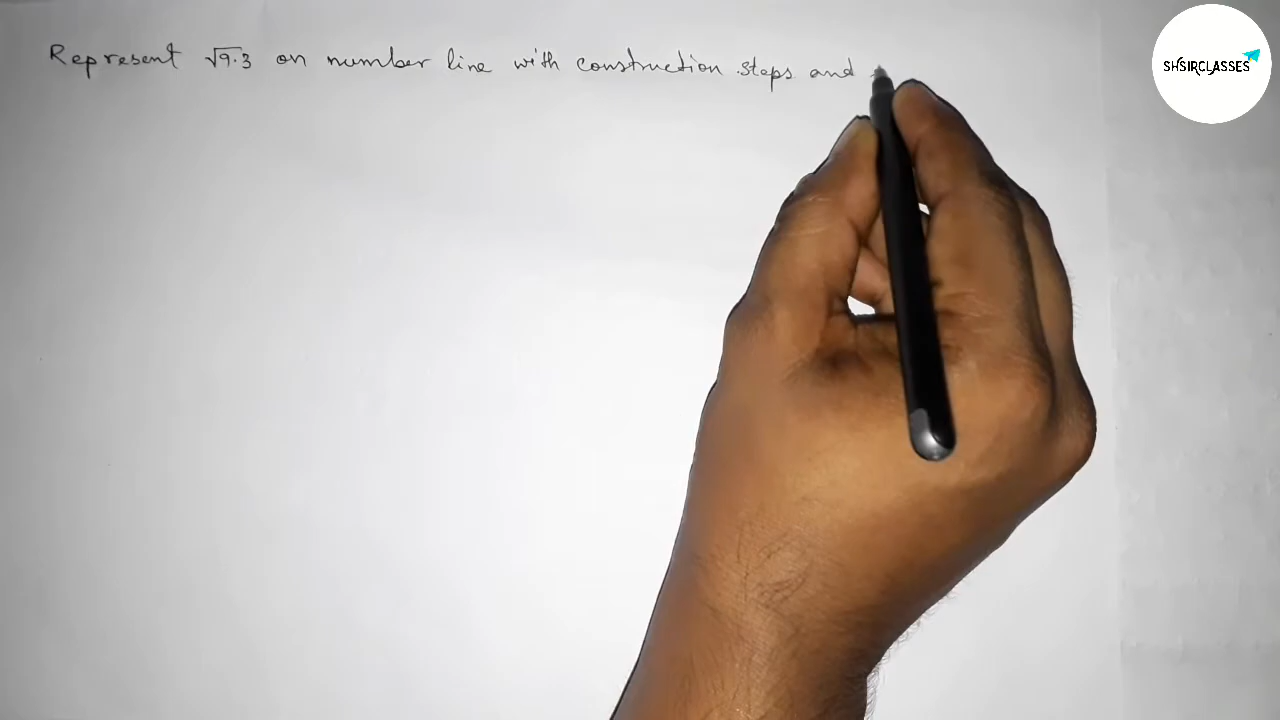 Represent √9.3 on number line with construction steps and
SHSIRCLASSES